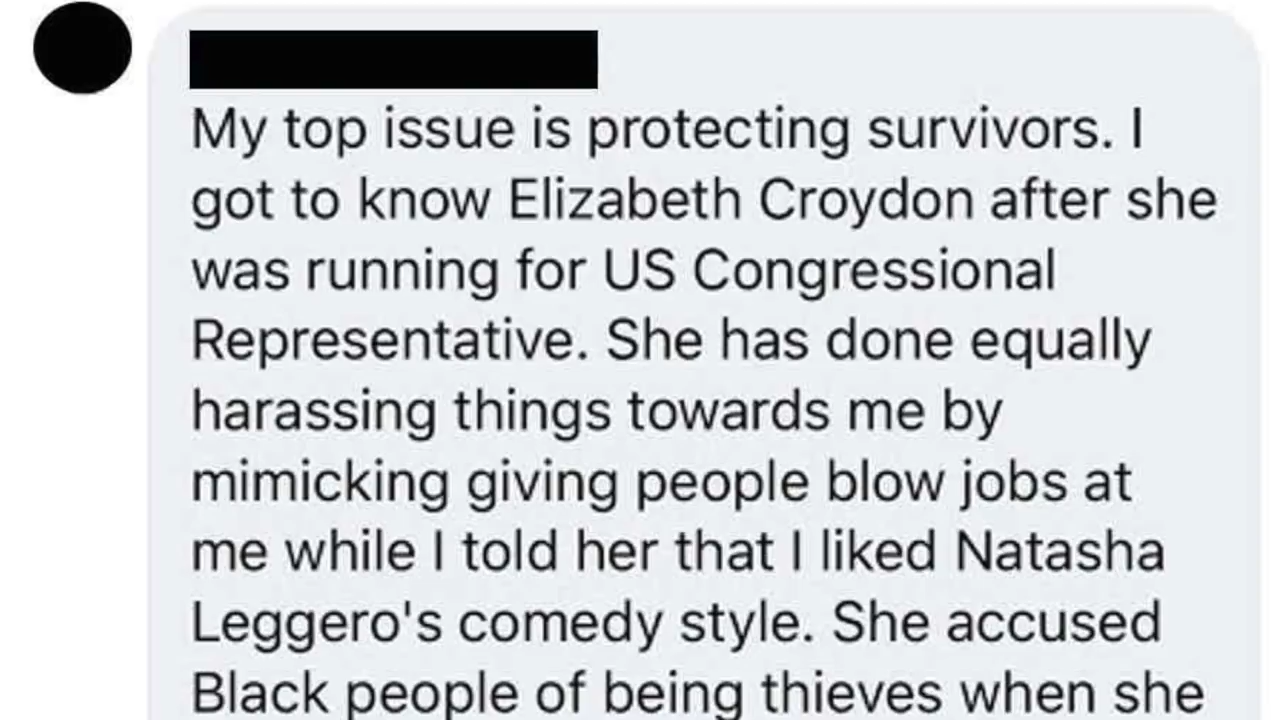 My top issue is protecting survivors. I
got to know Elizabeth Croydon after she
was running for US Congressional
Representative. She has done equally
harassing things towards me by
mimicking giving people blow jobs at
me while I told her that I liked Natasha
Leggero's comedy style. She accused
Black people of being thieves when she